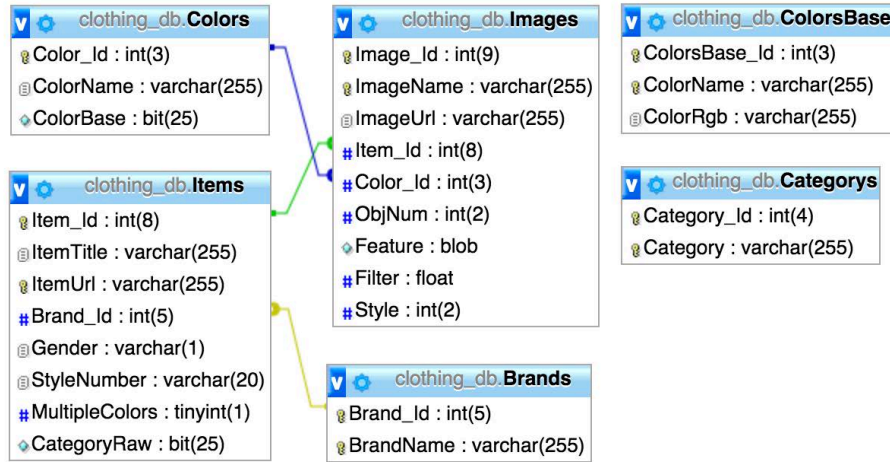 clothing_db.Colors
Color_Id : int(3)
ColorName : varchar(255)
ColorBase : bit(25)
clothing_db.Images
Image_Id : int(9)
ImageName : varchar(255)
ImageUrl : varchar(255)
Item_Id : int(8)
Color_Id : int(3)
ObjNum : int(2)
Feature : blob
Filter : float
Style : int(2)
clothing_db.ColorsBase
ColorsBase_Id : int(3)
ColorName : varchar(255)
ColorRgb : varchar(255)
clothing_db.Items
Item_Id : int(8)
ItemTitle : varchar(255)
ItemUrl : varchar(255)
Brand_Id : int(5)
Gender : varchar(1)
StyleNumber : varchar(20)
MultipleColors : tinyint(1)
CategoryRaw : bit(25)
clothing_db.Categorys
Category_Id : int(4)
Category : varchar(255)
clothing_db.Brands
Brand_Id : int(5)
BrandName : varchar(255)